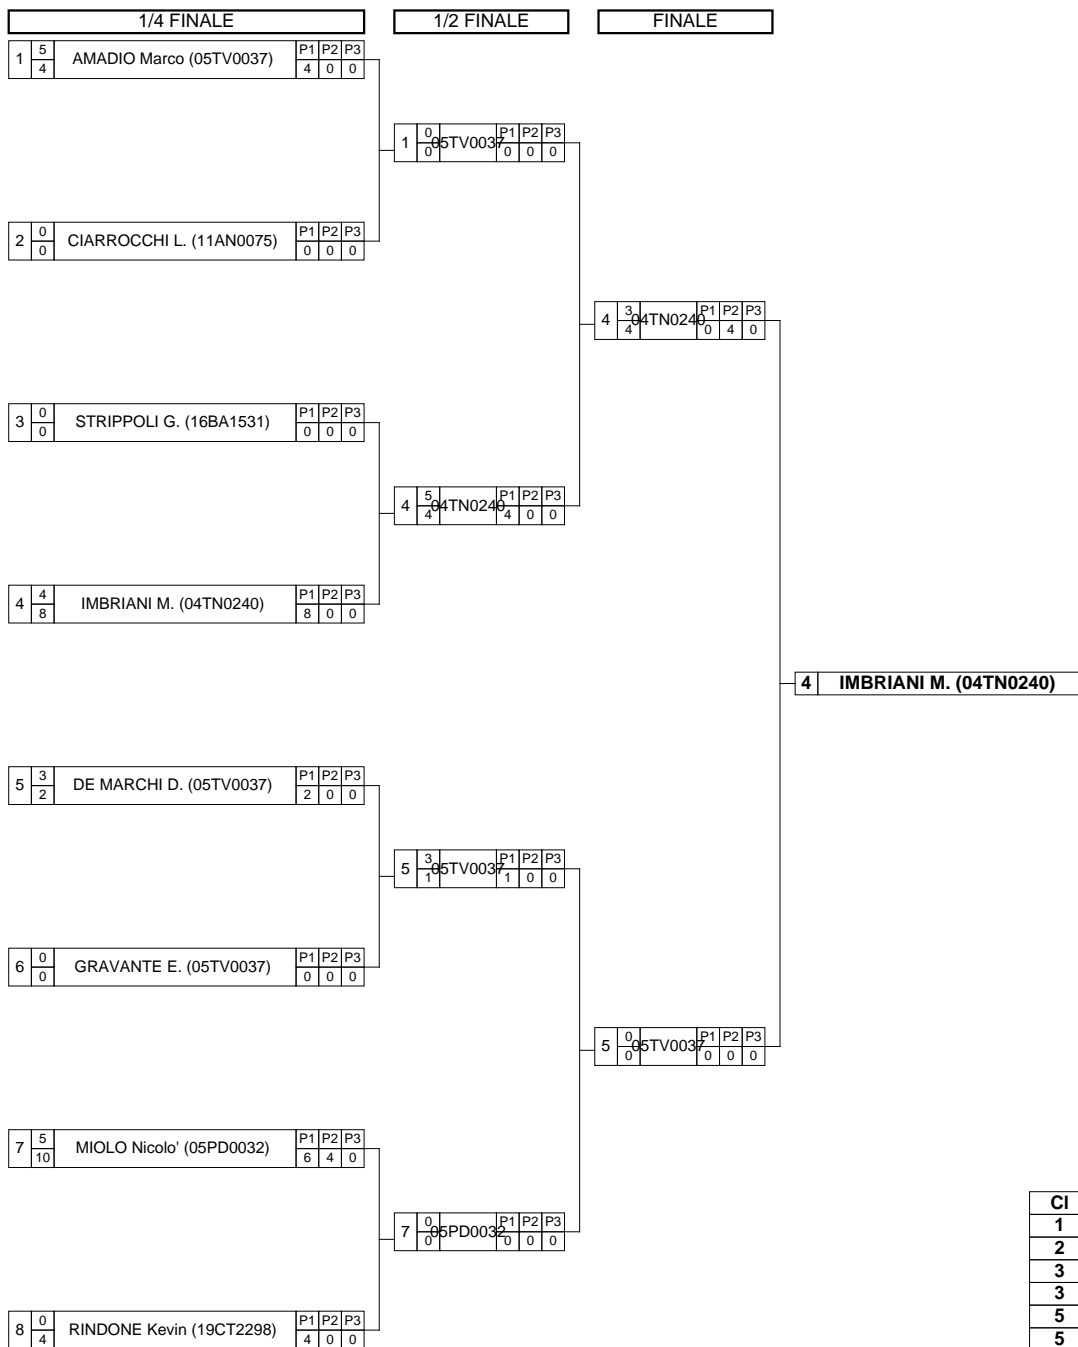 1/4 FINALE 1/2 FINALE FINALE
1 5 4 AMADIO Marco (05TV0037) P1 P2 P3 4 0 0
1 0 0 05TV0037 P1 P2 P3 0 0 0
2 0 0 CIARROCCHI L. (11AN0075) P1 P2 P3 0 0 0
4 3 4 04TN0240 P1 P2 P3 0 4 0
3 0 0 STRIPPOLI G. (16BA1531) P1 P2 P3 0 0 0
4 5 4 04TN0240 P1 P2 P3 4 0 0
4 4 8 IMBRIANI M. (04TN0240) P1 P2 P3 8 0 0
4 IMBRIANI M. (04TN0240)
5 3 2 DE MARCHI D. (05TV0037) P1 P2 P3 2 0 0
5 3 1 05TV0037 P1 P2 P3 1 0 0
6 0 0 GRAVANTE E. (05TV0037) P1 P2 P3 0 0 0
5 0 0 05TV0037 P1 P2 P3 0 0 0
7 5 10 MIOLO Nicolo' (05PD0032) P1 P2 P3 6 4 0
7 0 0 05PD0032 P1 P2 P3 0 0 0
8 0 4 RINDONE Kevin (19CT2298) P1 P2 P3 4 0 0
Cl
1
2
3
3
5
5